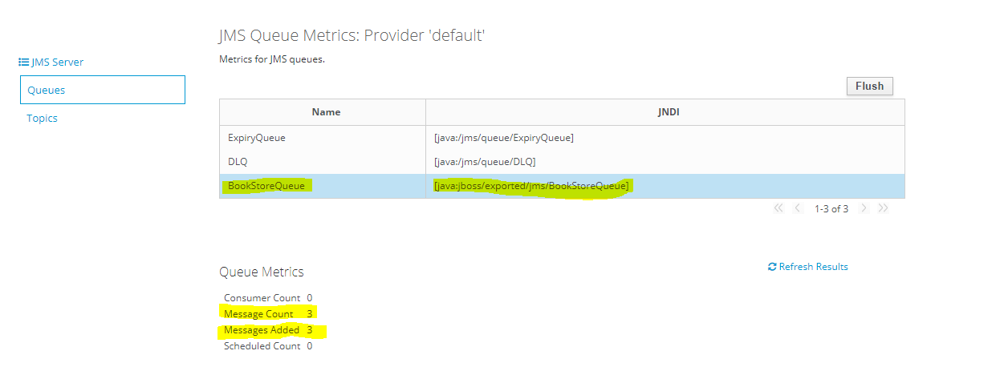 JMS Queue Metrics: Provider 'default'
Metrics for JMS queues.
JMS Server
Queues
Topics
Flush
Name JNDI
ExpiryQueue [java:/jms/queue/ExpiryQueue]
DLQ [java:/jms/queue/DLQ]
BookStoreQueue [java:jboss/exported/jms/BookStoreQueue]
1-3 of 3
Queue Metrics
Refresh Results
Consumer Count 0
Message Count 3
Messages Added 3
Scheduled Count 0